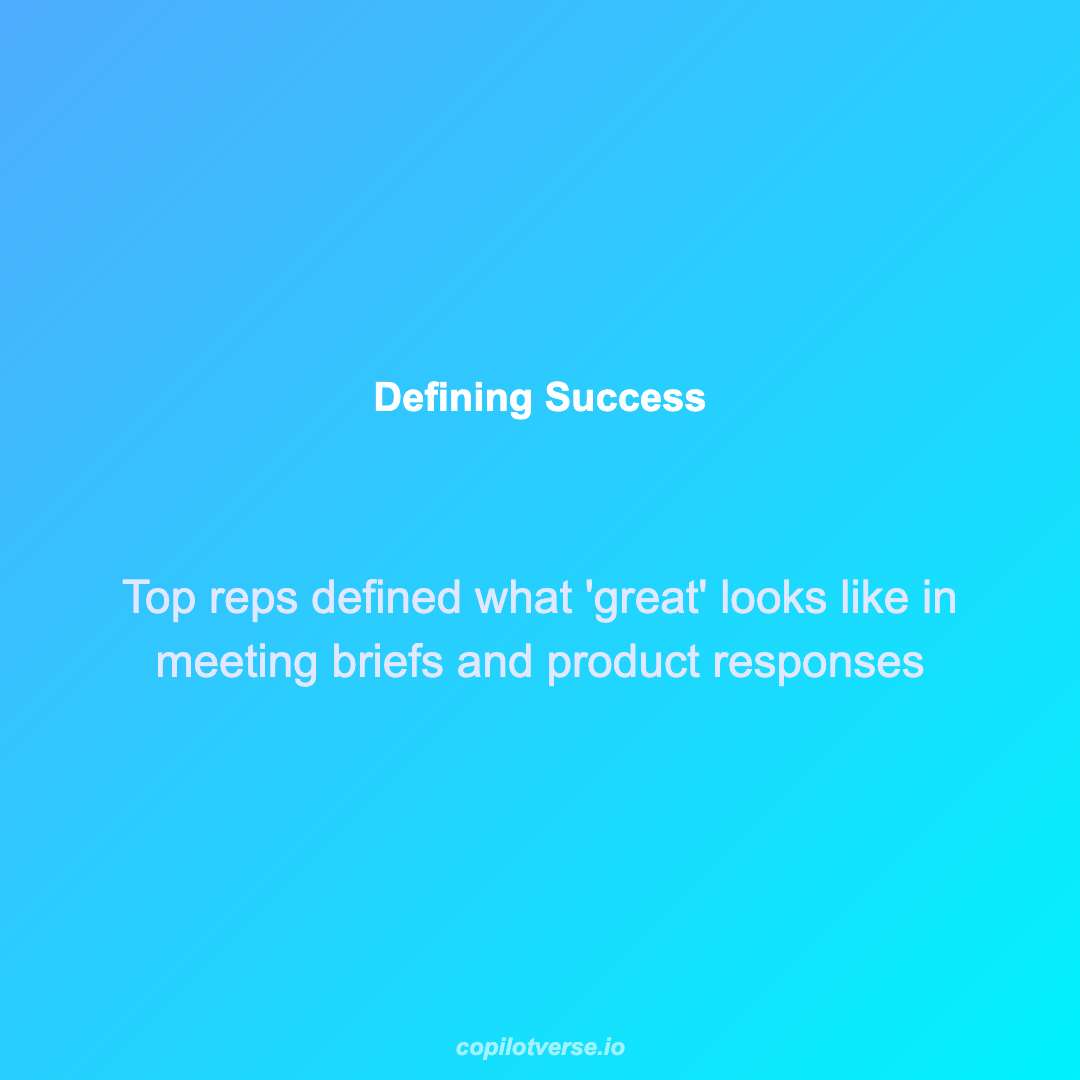 Defining Success
Top reps defined what 'great' looks like in
meeting briefs and product responses
copilotverse.io